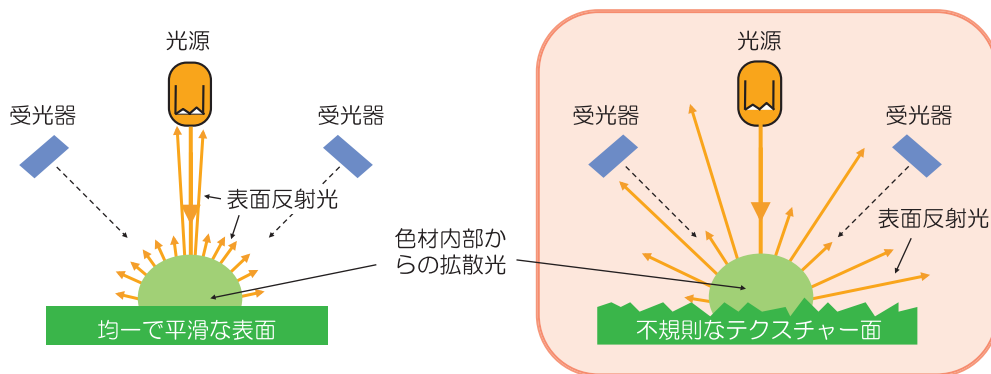 光源
受光器
受光器
表面反射光
均一で平滑な表面
色材内部か
らの拡散光
光源
受光器
受光器
表面反射光
不規則なテクスチャー面